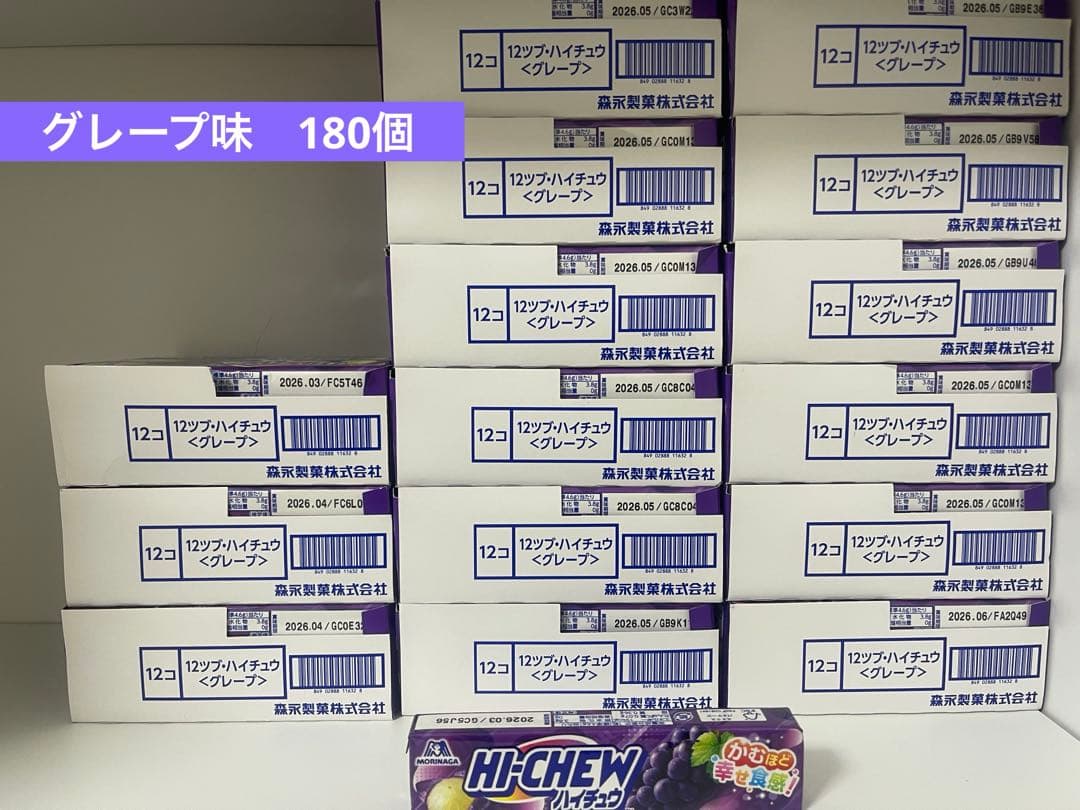 グレープ味 180個
2026.05/GC3W2
12コ 12ツブ・ハイチュウ
<グレープ>
森永製菓株式会社
2026.05/GB9E36
12コ 12ツブ・ハイチュウ
<グレープ>
森永製菓株式会社
2026.05/GC0M13
12コ 12ツブ・ハイチュウ
<グレープ>
森永製菓株式会社
2026.05/GB9V58
12コ 12ツブ・ハイチュウ
<グレープ>
森永製菓株式会社
2026.05/GC0M13
12コ 12ツブ・ハイチュウ
<グレープ>
森永製菓株式会社
2026.05/GB9U4
12コ 12ツブ・ハイチュウ
<グレープ>
森永製菓株式会社
2026.03/FC5T46
12コ 12ツブ・ハイチュウ
<グレープ>
森永製菓株式会社
2026.05/GC8C04
12コ 12ツブ・ハイチュウ
<グレープ>
森永製菓株式会社
2026.05/GC0M13
12コ 12ツブ・ハイチュウ
<グレープ>
森永製菓株式会社
2026.04/FC6L0
12コ 12ツブ・ハイチュウ
<グレープ>
森永製菓株式会社
2026.05/GC8C04
12コ 12ツブ・ハイチュウ
<グレープ>
森永製菓株式会社
2026.05/GC0M13
12コ 12ツブ・ハイチュウ
<グレープ>
森永製菓株式会社
2026.04/GC0E3
12コ 12ツブ・ハイチュウ
<グレープ>
森永製菓株式会社
2026.05/GB9K1
12コ 12ツブ・ハイチュウ
<グレープ>
森永製菓株式会社
2026.06/FA2Q49
12コ 12ツブ・ハイチュウ
<グレープ>
森永製菓株式会社
2026.03/GC5J56
MORINAGA
HI-CHEW
ハイチュウ
かむほど
幸せ食感!